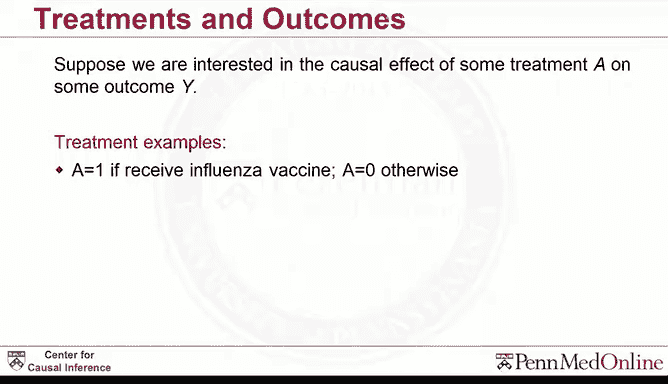 Treatments and Outcomes
Suppose we are interested in the causal effect of some treatment A on
some outcome Y.
Treatment examples:
A=1 if receive influenza vaccine; A=0 otherwise
Center for
Causal Inference
PennMedOnline